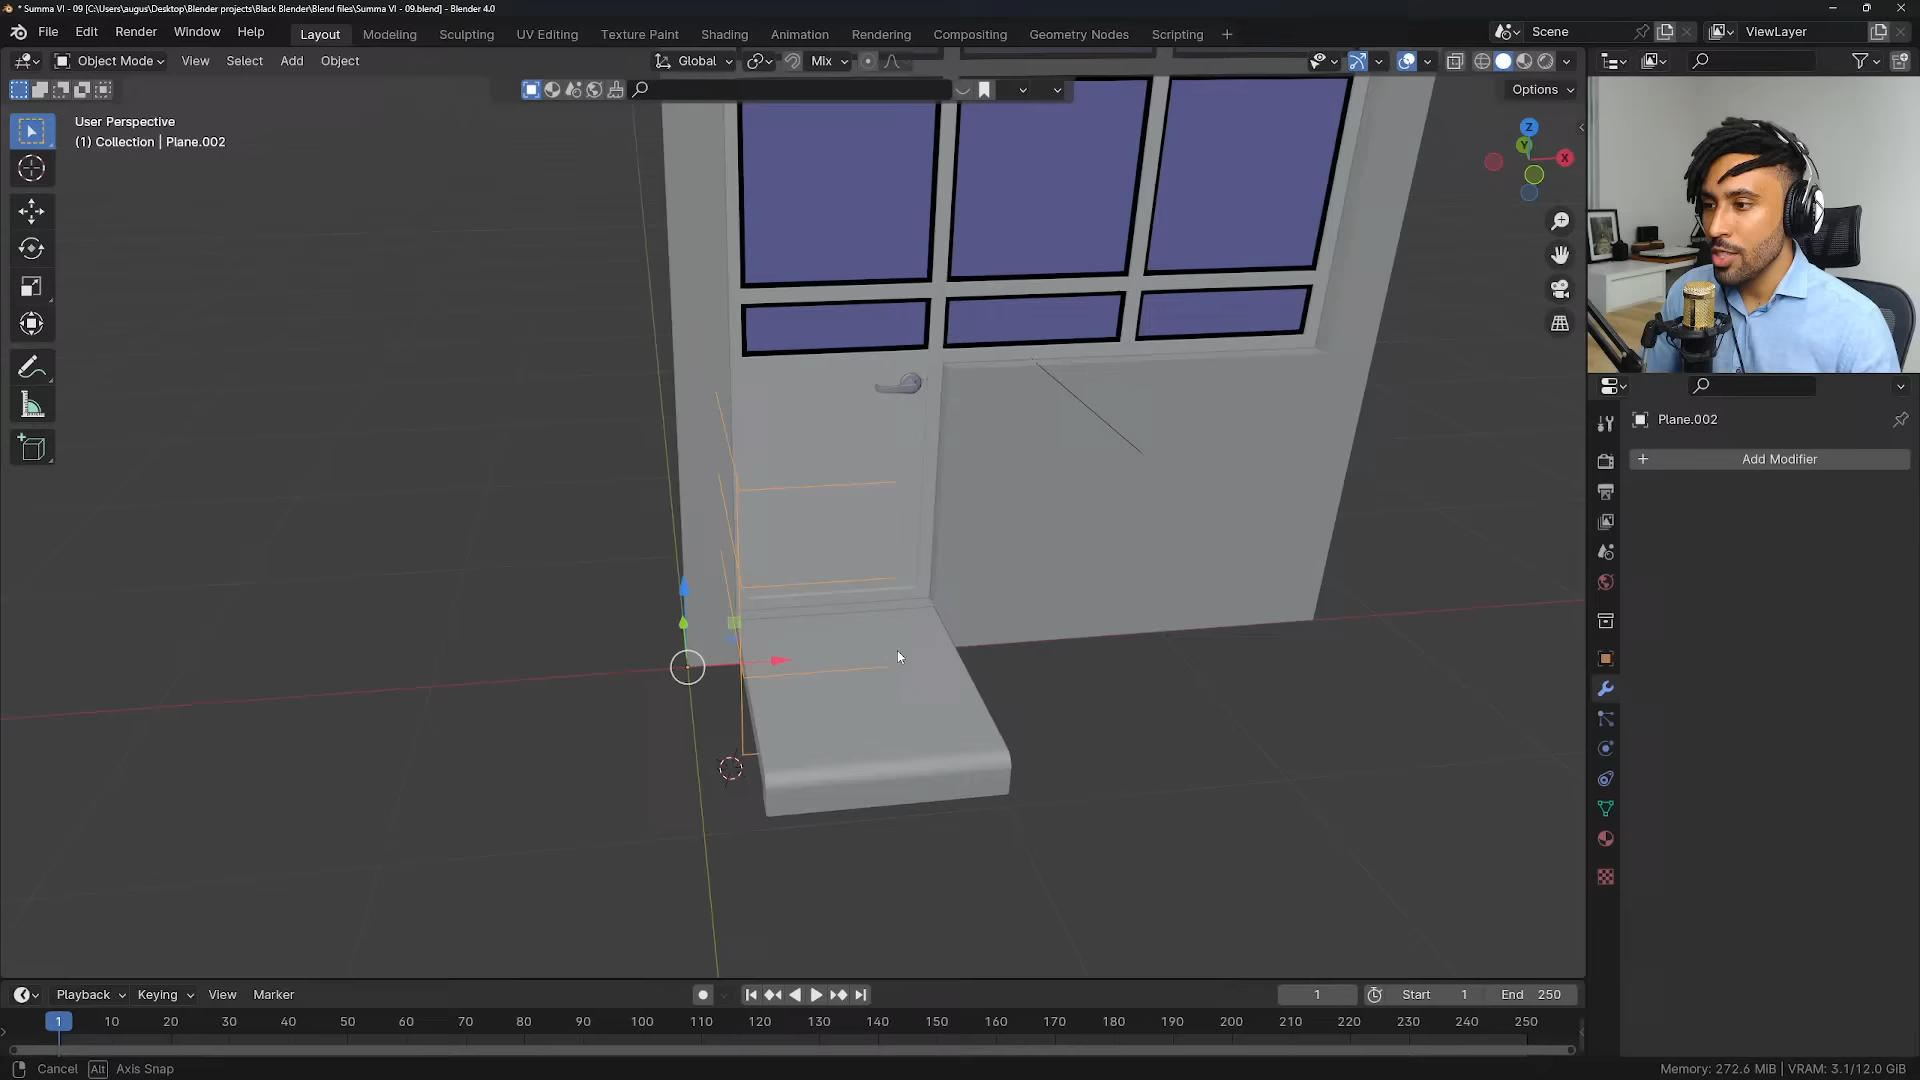 * Summa VI - 09 [C:\Users\augus\Desktop\Blender projects\Black Blender\Blend files\Summa VI - 09.blend] - Blender 4.0
File Edit Render Window Help Layout Modeling Sculpting UV Editing Texture Paint Shading Animation Rendering Compositing Geometry Nodes Scripting + Scene ViewLayer
Object Mode View Select Add Object Global Mix
Options
User Perspective
(1) Collection | Plane.002
Z
Y
X
Plane.002
+ Add Modifier
Playback Keying View Marker 1 Start 1 End 250
1 10 20 30 40 50 60 70 80 90 100 110 120 130 140 150 160 170 180 190 200 210 220 230 240 250
Cancel Alt Axis Snap Memory: 272.6 MiB | VRAM: 3.1/12.0 GiB